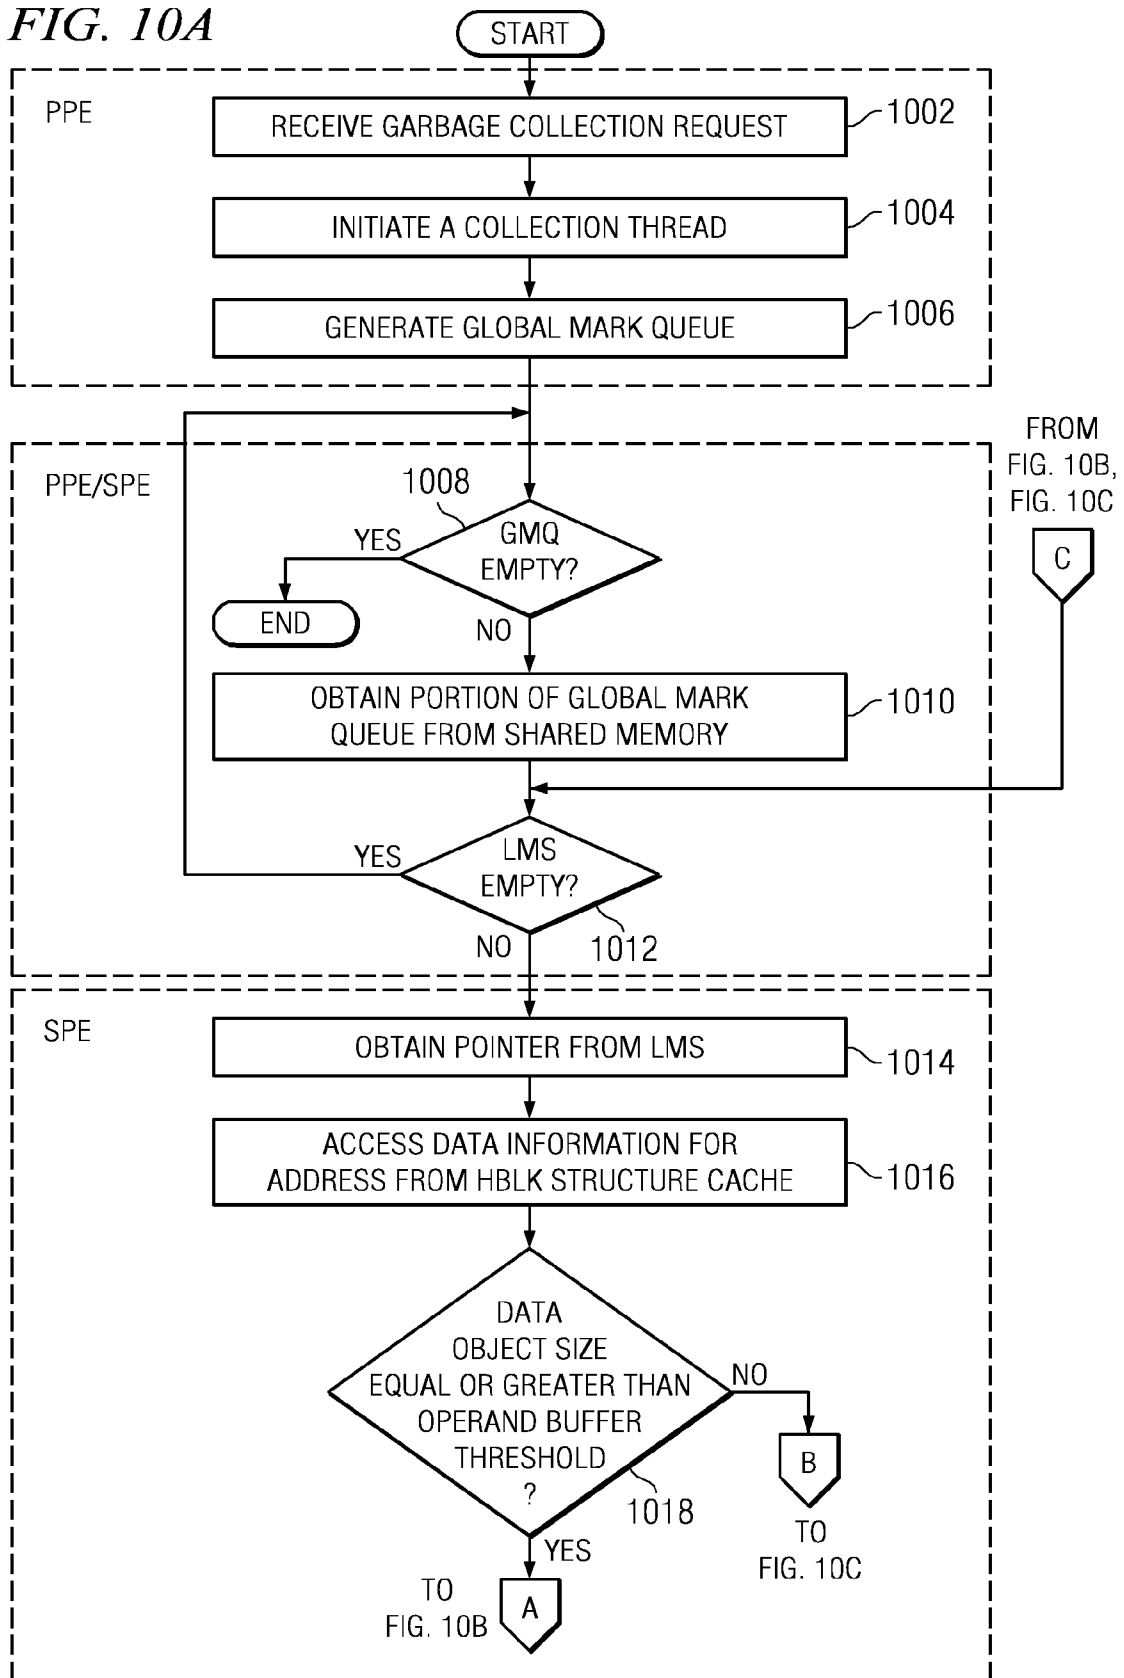 FIG. 10A
START
PPE
RECEIVE GARBAGE COLLECTION REQUEST
1002
INITIATE A COLLECTION THREAD
1004
GENERATE GLOBAL MARK QUEUE
1006
FROM
FIG. 10B,
FIG. 10C
C
PPE/SPE
1008
GMQ
EMPTY?
YES
END
NO
OBTAIN PORTION OF GLOBAL MARK
QUEUE FROM SHARED MEMORY
1010
LMS
EMPTY?
YES
1012
NO
SPE
OBTAIN POINTER FROM LMS
1014
ACCESS DATA INFORMATION FOR
ADDRESS FROM HBLK STRUCTURE CACHE
1016
DATA
OBJECT SIZE
EQUAL OR GREATER THAN
OPERAND BUFFER
THRESHOLD
?
1018
NO
B
TO
FIG. 10C
YES
TO
FIG. 10B
A